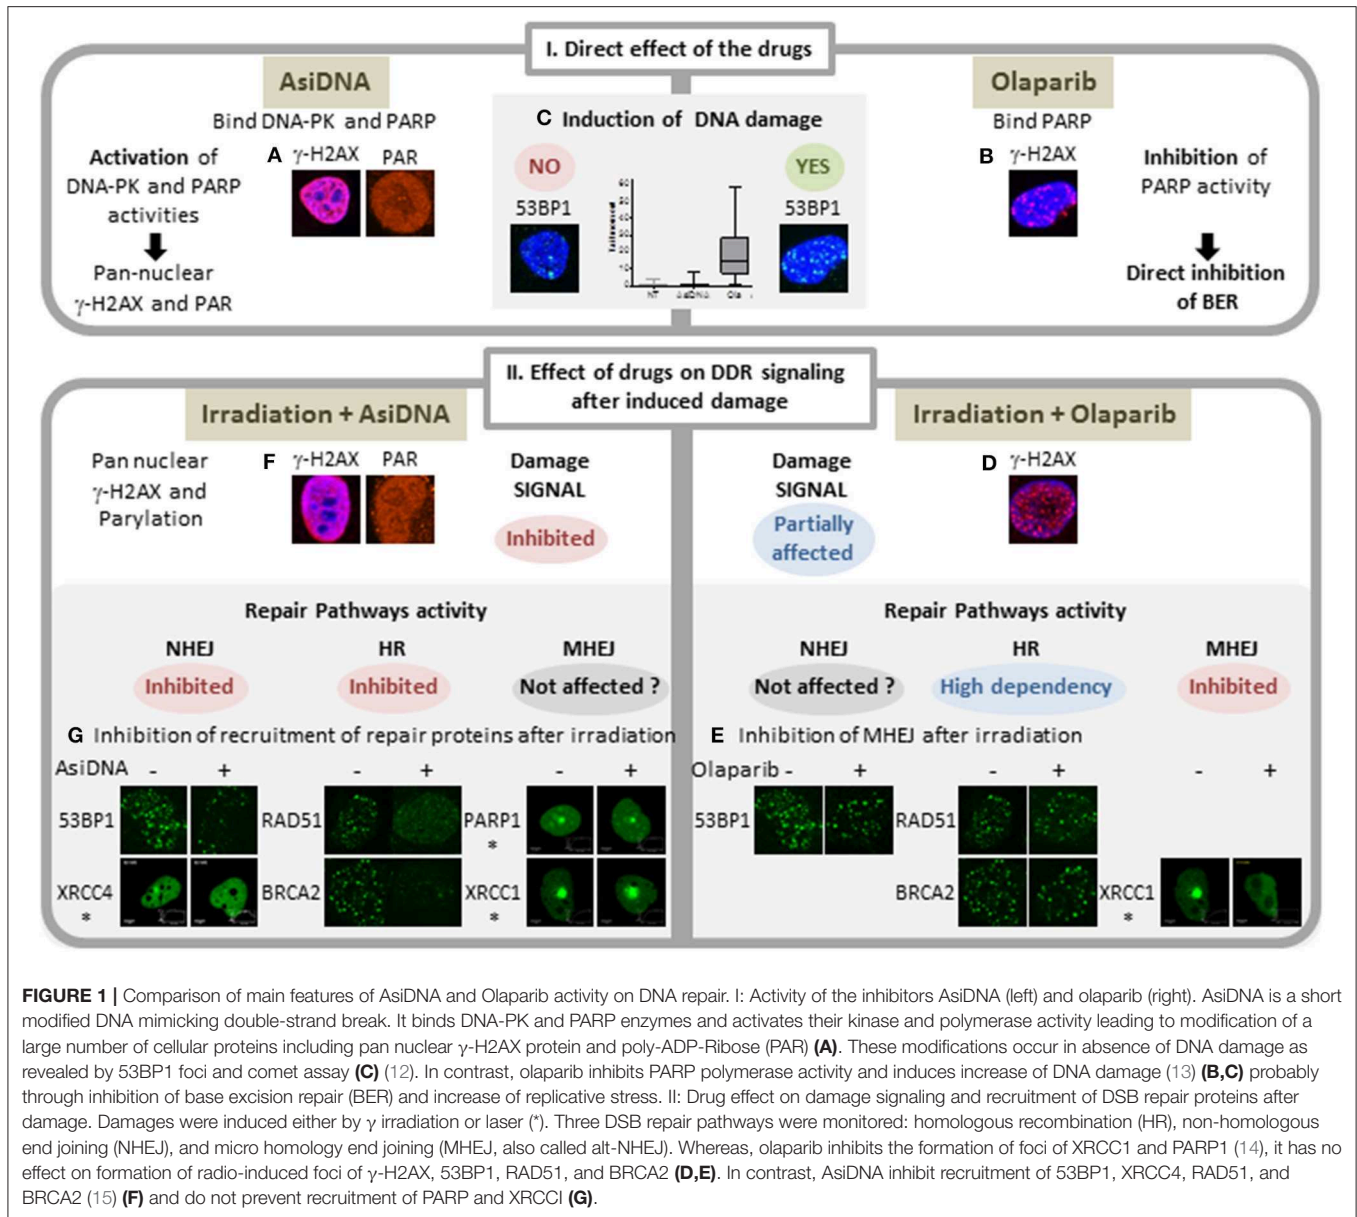 I. Direct effect of the drugs
AsiDNA
Bind DNA-PK and PARP
Activation of
DNA-PK and PARP
activities
Pan-nuclear
γ-H2AX and PAR
A γ-H2AX PAR
C Induction of DNA damage
NO
53BP1
60
50
40
30
20
10
0
NT AsiDNA Ola
YES
53BP1
Olaparib
Bind PARP
B γ-H2AX
Inhibition of
PARP activity
Direct inhibition
of BER
II. Effect of drugs on DDR signaling
after induced damage
Irradiation + AsiDNA
Pan nuclear
γ-H2AX and
Parylation
F γ-H2AX PAR
Damage
SIGNAL
Inhibited
Irradiation + Olaparib
Damage
SIGNAL
Partially
affected
D γ-H2AX
Repair Pathways activity
NHEJ HR MHEJ
Inhibited Inhibited Not affected ?
G Inhibition of recruitment of repair proteins after irradiation
AsiDNA - + - + - +
53BP1 RAD51 PARP1
*
XRCC4 BRCA2 XRCC1
* *
Repair Pathways activity
NHEJ HR MHEJ
Not affected ? High dependency Inhibited
E Inhibition of MHEJ after irradiation
Olaparib - + - + - +
53BP1 RAD51
BRCA2 XRCC1
*
FIGURE 1 | Comparison of main features of AsiDNA and Olaparib activity on DNA repair. I: Activity of the inhibitors AsiDNA (left) and olaparib (right). AsiDNA is a short
modified DNA mimicking double-strand break. It binds DNA-PK and PARP enzymes and activates their kinase and polymerase activity leading to modification of a
large number of cellular proteins including pan nuclear γ-H2AX protein and poly-ADP-Ribose (PAR) (A). These modifications occur in absence of DNA damage as
revealed by 53BP1 foci and comet assay (C) (12). In contrast, olaparib inhibits PARP polymerase activity and induces increase of DNA damage (13) (B,C) probably
through inhibition of base excision repair (BER) and increase of replicative stress. II: Drug effect on damage signaling and recruitment of DSB repair proteins after
damage. Damages were induced either by γ irradiation or laser (*). Three DSB repair pathways were monitored: homologous recombination (HR), non-homologous
end joining (NHEJ), and micro homology end joining (MHEJ, also called alt-NHEJ). Whereas, olaparib inhibits the formation of foci of XRCC1 and PARP1 (14), it has no
effect on formation of radio-induced foci of γ-H2AX, 53BP1, RAD51, and BRCA2 (D,E). In contrast, AsiDNA inhibit recruitment of 53BP1, XRCC4, RAD51, and
BRCA2 (15) (F) and do not prevent recruitment of PARP and XRCCI (G).